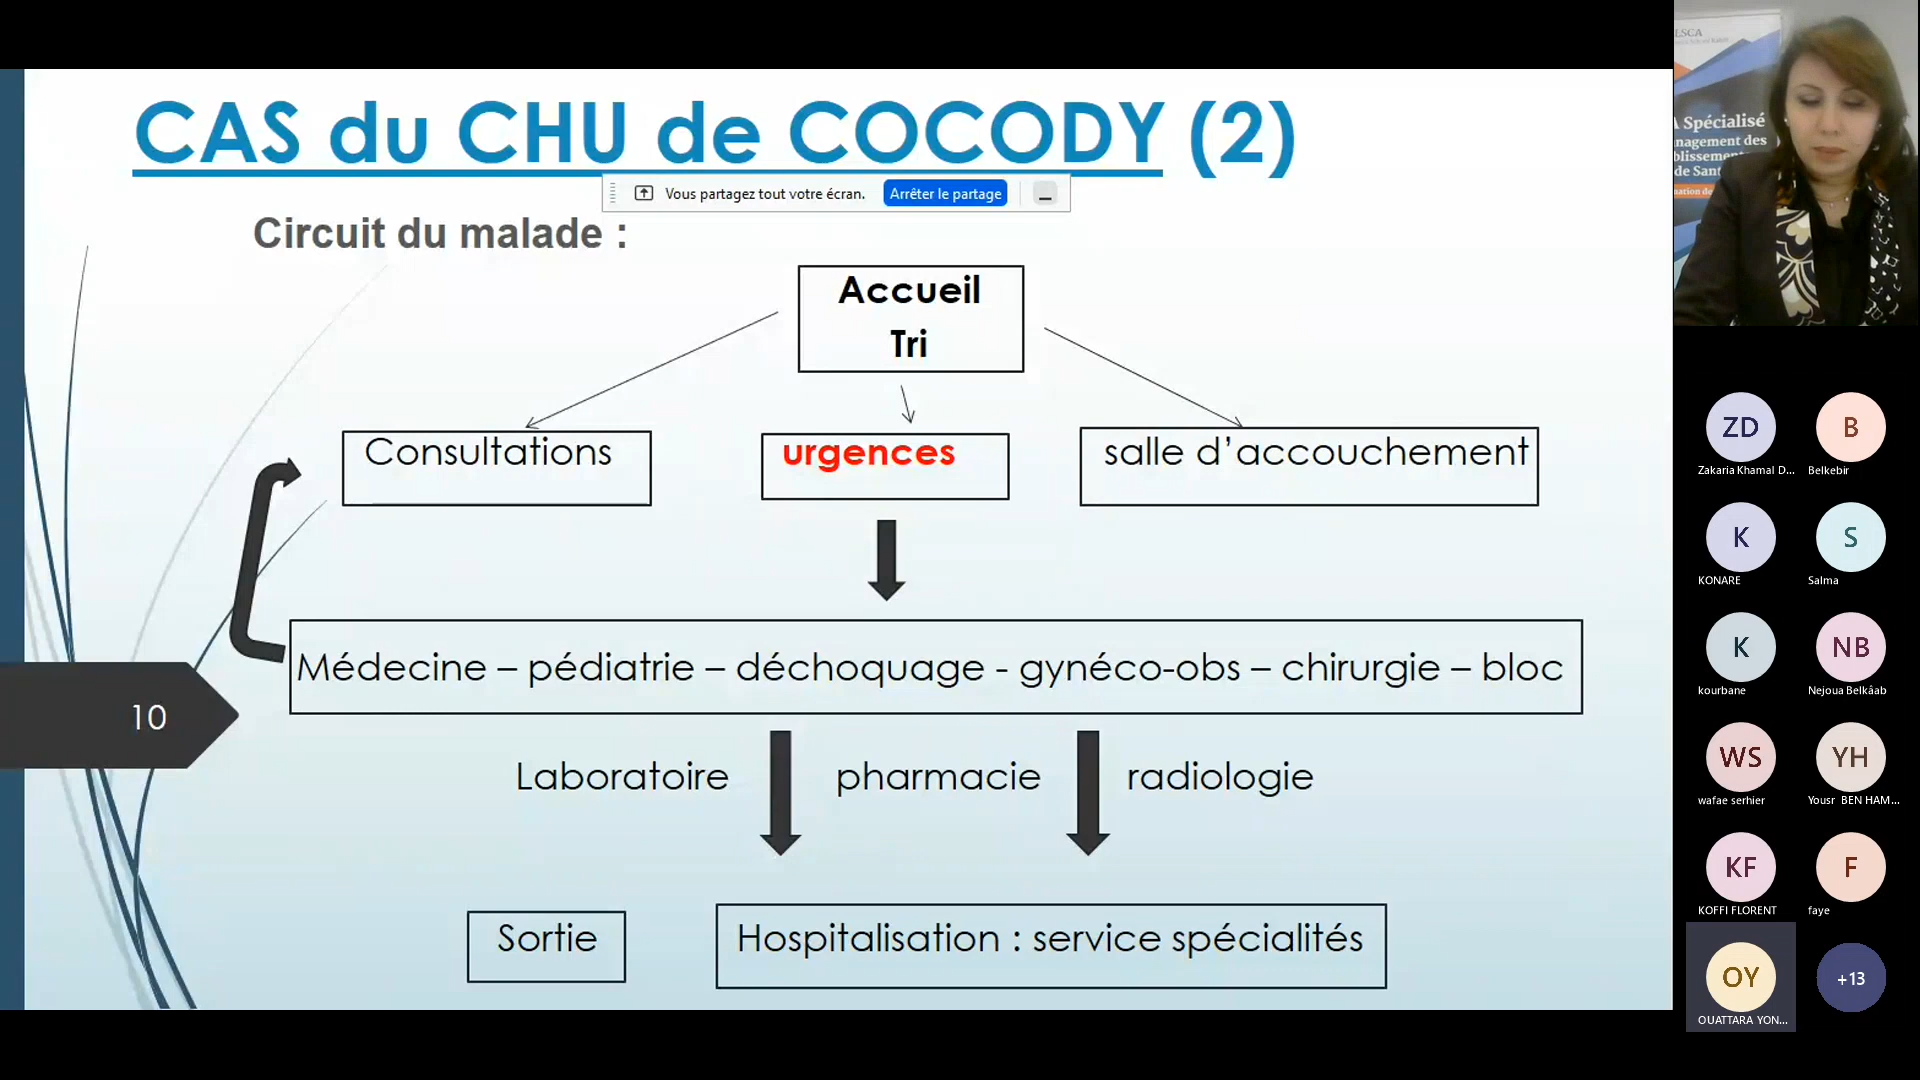 CAS du CHU de COCODY (2)
Vous partagez tout votre écran. Arrêter le partage
Circuit du malade :
Accueil
Tri
Consultations
urgences
salle d'accouchement
Médecine – pédiatrie – déchoquage - gynéco-obs – chirurgie – bloc
10
Laboratoire
pharmacie
radiologie
Sortie
Hospitalisation : service spécialités
LSCA
A Spécialisé
nagement des
blissement
de Sant
ZD
Zakaria Khamal D...
B
Belkebir
K
KONARE
S
Salma
K
kourbane
NB
Nejoua Belkâab
WS
wafae serhier
YH
Yousr BEN HAM...
KF
KOFFI FLORENT
F
faye
OY
OUATTARA YON...
+13